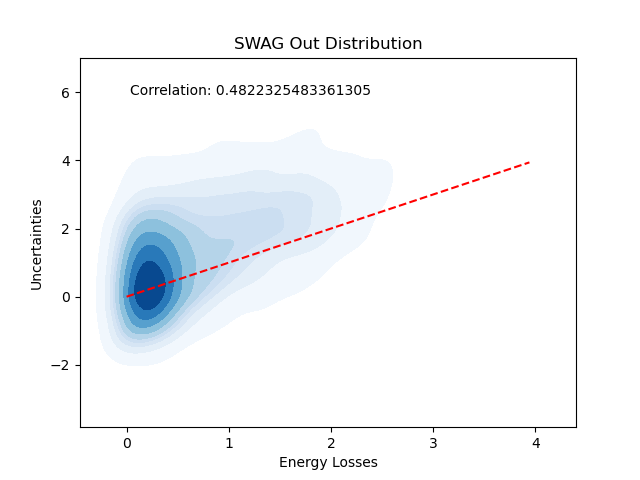 SWAG Out Distribution
Correlation: 0.4822325483361305
6
4
2
0
−2
Uncertainties
0 1 2 3 4
Energy Losses